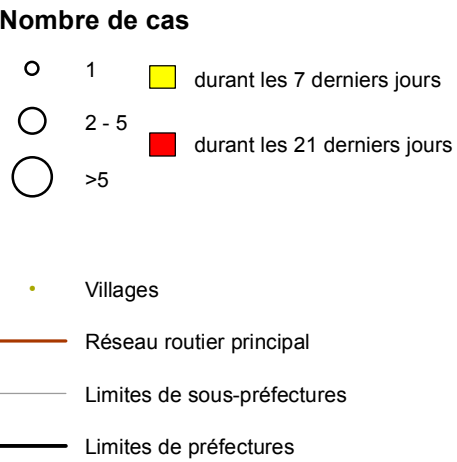 Nombre de cas
1
durant les 7 derniers jours
2 - 5
durant les 21 derniers jours
>5
Villages
Réseau routier principal
Limites de sous-préfectures
Limites de préfectures